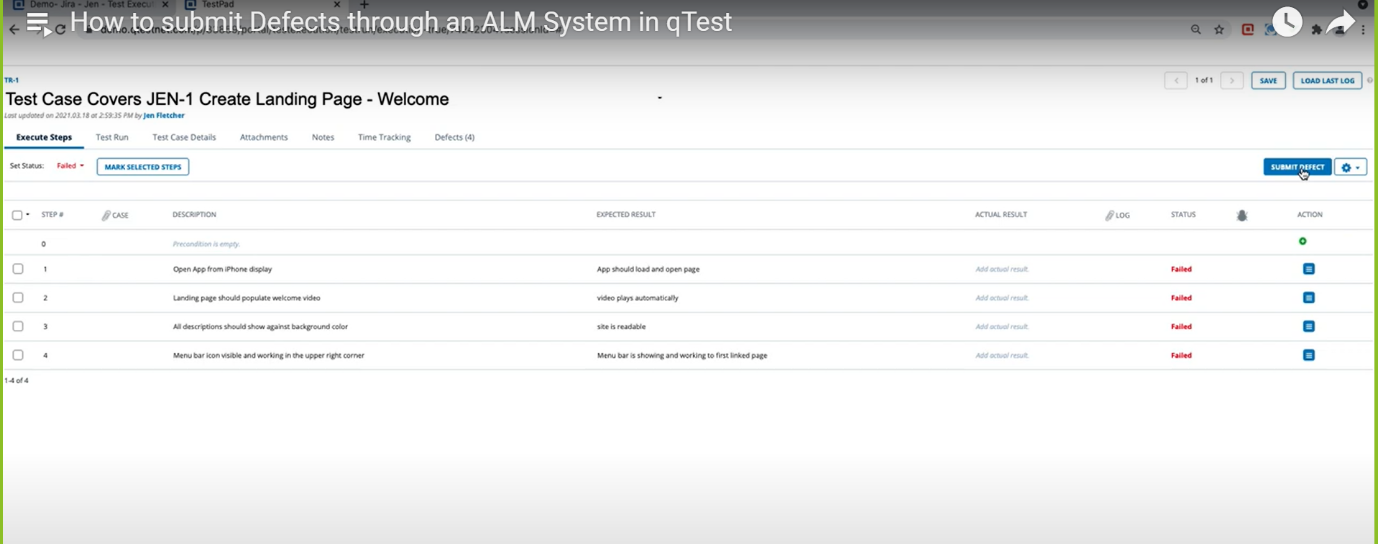 Demo- Jira - Jen - Test Execut
TestPad
How to submit Defects through an ALM System in qTest
TR-1
1 of 1
SAVE
LOAD LAST LOG
Test Case Covers JEN-1 Create Landing Page - Welcome
Last updated on 2021.03.18 at 2:59:35 PM by Jen Fletcher
Execute Steps Test Run Test Case Details Attachments Notes Time Tracking Defects (4)
Set Status: Failed MARK SELECTED STEPS SUBMIT DEFECT
STEP # CASE DESCRIPTION EXPECTED RESULT ACTUAL RESULT LOG STATUS ACTION
0 Precondition is empty.
1 Open App from iPhone display App should load and open page Add actual result. Failed
2 Landing page should populate welcome video video plays automatically Add actual result. Failed
3 All descriptions should show against background color site is readable Add actual result. Failed
4 Menu bar icon visible and working in the upper right corner Menu bar is showing and working to first linked page Add actual result. Failed
1-4 of 4